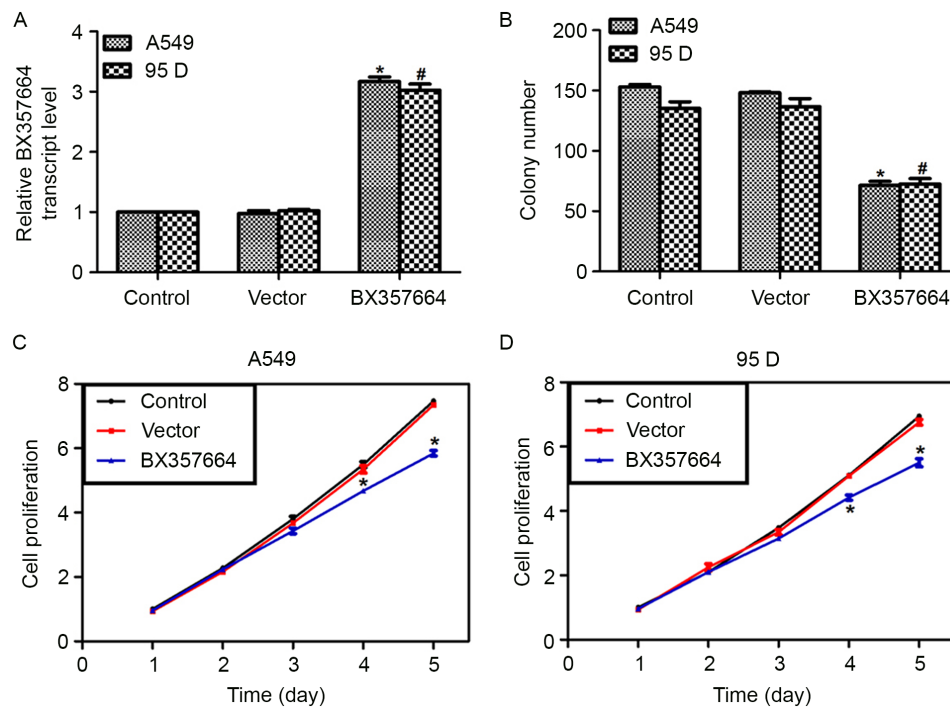 A
A549
95 D
Relative BX357664
transcript level
4
3
2
1
0
*
#
Control
Vector
BX357664
B
A549
95 D
Colony number
200
150
100
50
0
*
#
Control
Vector
BX357664
C
A549
Control
Vector
BX357664
Cell proliferation
8
6
4
2
0
*
*
0
1
2
3
4
5
Time (day)
D
95 D
Control
Vector
BX357664
Cell proliferation
8
6
4
2
0
*
*
0
1
2
3
4
5
Time (day)